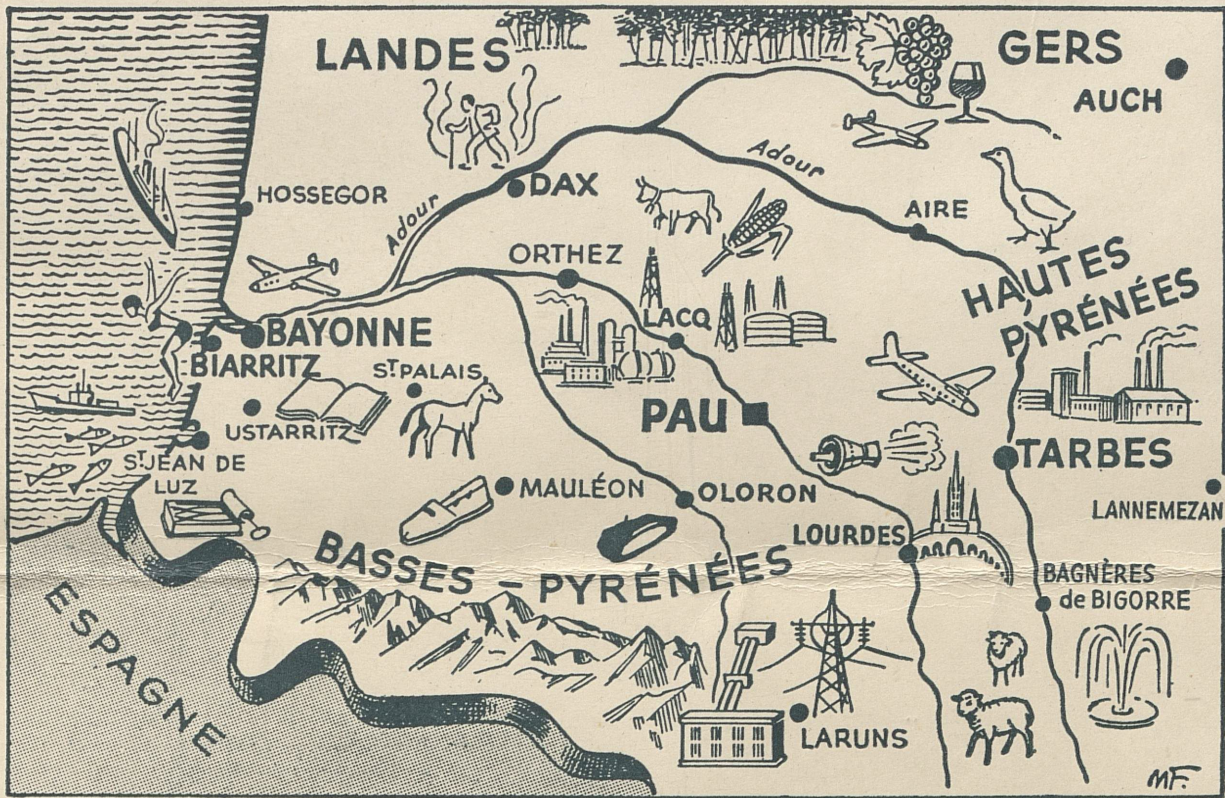 LANDES
GERS
AUCH
HOSSEGOR
Adour
DAX
Adour
AIRE
ORTHEZ
HAUTES
PYRÉNÉES
LACQ
BAYONNE
BIARRITZ
ST PALAIS
USTARRITZ
PAU
ST JEAN DE
LUZ
TARBES
MAULÉON
OLORON
LANNEMEZAN
LOURDES
BASSES - PYRÉNÉES
BAGNÈRES
de BIGORRE
ESPAGNE
LARUNS
MF.